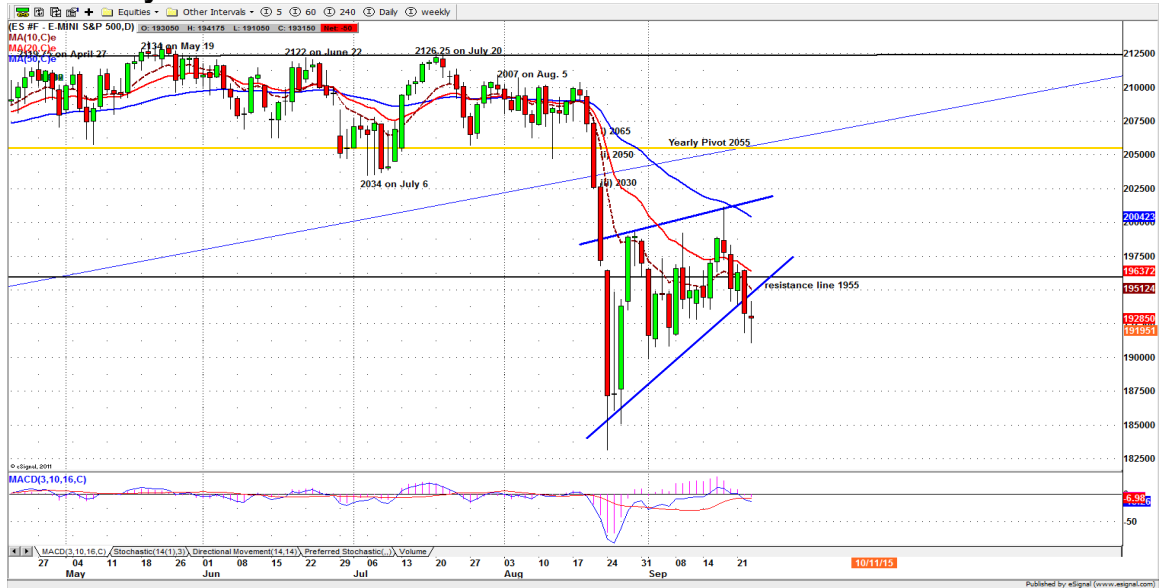 Equities Other Intervals 5 60 240 Daily weekly
(ES #F - E-MINI S&P 500,D) O: 193050 H: 194175 L: 191050 C: 193150 Ret: -50
MA(10,C)e
MA(20,C)e
MA(50,C)e
on April 27
2134 on May 19
2122 on June 22
2126.25 on July 20
2007 on Aug. 5
i) 2065
(ii) 2050
2030
Yearly Pivot 2055
2034 on July 6
resistance line 1955
212500
210000
207500
205000
202500
200423
197500
196372
195124
192850
191951
190000
187500
185000
182500
© eSignal, 2011
MACD(3,10,16,C)
-6.98
-50
MACD(3,10,16,C) Stochastic(14(1),3) Directional Movement(14,14) Preferred Stochastic(,,) Volume
27 04 11 18 26 01 08 15 22 29 06 13 20 27 03 10 17 24 31 08 14 21 10/11/15
May Jun Jul Aug Sep
Published by eSignal (www.esignal.com)